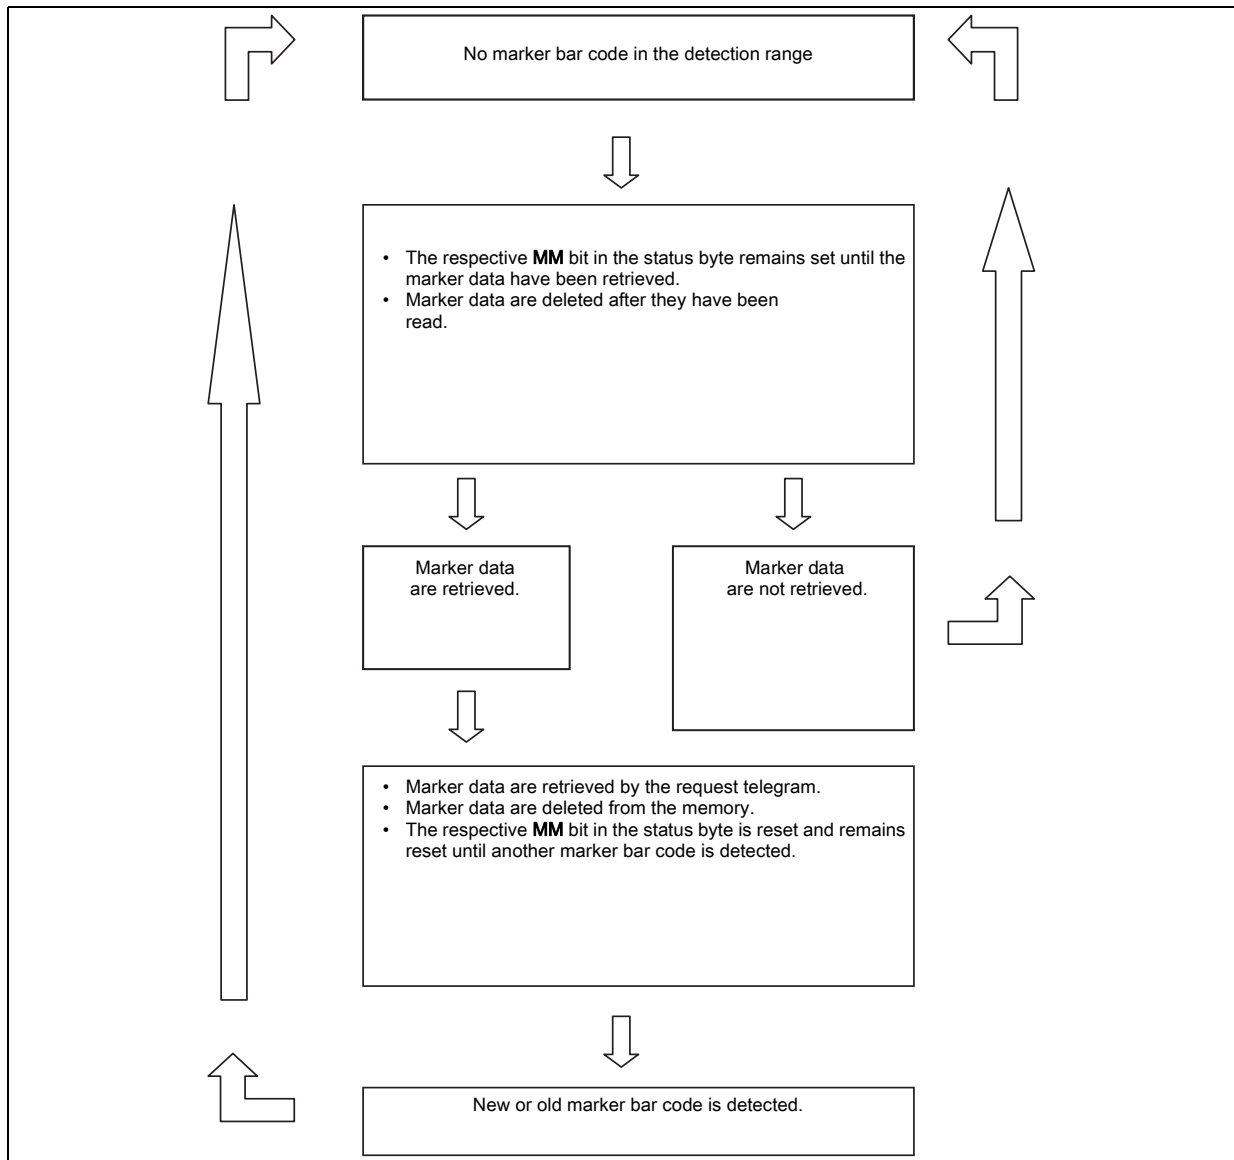 No marker bar code in the detection range
• The respective MM bit in the status byte remains set until the
marker data have been retrieved.
• Marker data are deleted after they have been
read.
Marker data
are retrieved.
Marker data
are not retrieved.
• Marker data are retrieved by the request telegram.
• Marker data are deleted from the memory.
• The respective MM bit in the status byte is reset and remains
reset until another marker bar code is detected.
New or old marker bar code is detected.